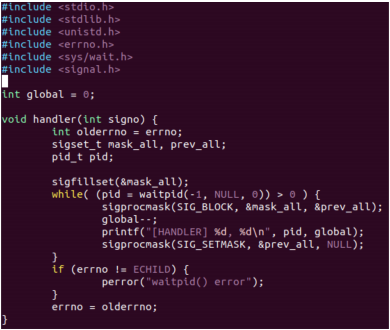 #include <stdio.h>
#include <stdlib.h>
#include <unistd.h>
#include <errno.h>
#include <sys/wait.h>
#include <signal.h>
int global = 0;
void handler(int signo) {
int olderrno = errno;
sigset_t mask_all, prev_all;
pid_t pid;
sigfillset(&mask_all);
while( (pid = waitpid(-1, NULL, 0)) > 0 ) {
sigprocmask(SIG_BLOCK, &mask_all, &prev_all);
global--;
printf("[HANDLER] %d, %d\n", pid, global);
sigprocmask(SIG_SETMASK, &prev_all, NULL);
}
if (errno != ECHILD) {
perror("waitpid() error");
}
errno = olderrno;
}